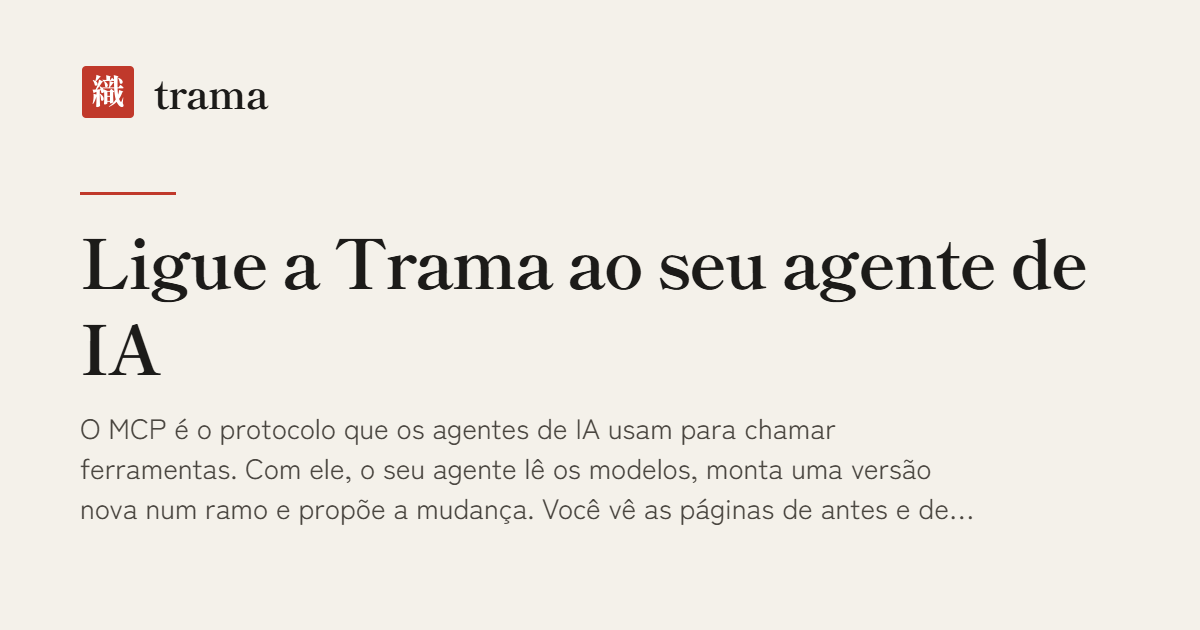 織 trama
Ligue a Trama ao seu agente de
IA
O MCP é o protocolo que os agentes de IA usam para chamar
ferramentas. Com ele, o seu agente lê os modelos, monta uma versão
nova num ramo e propõe a mudança. Você vê as páginas de antes e de…